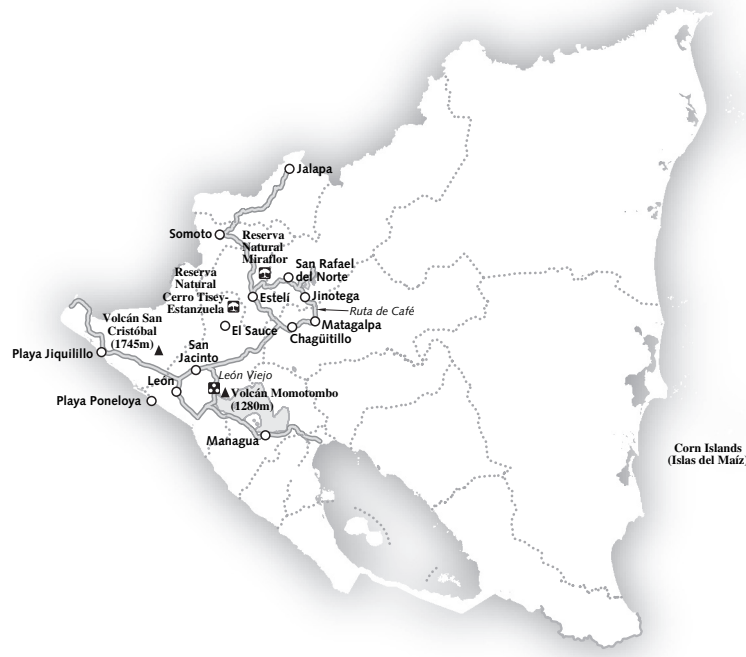 Jalapa
Somoto
Reserva
Natural
Miraflor
San Rafael
del Norte
Reserva
Natural
Cerro Tisey-
Estanzuela
Estelí
Jinotega
Ruta de Café
Volcán San
Cristóbal
(1745m)
El Sauce
Matagalpa
Chagüitillo
Playa Jiquilillo
San
Jacinto
León Viejo
León
Volcán Momotombo
(1280m)
Playa Poneloya
Managua
Corn Islands
(Islas del Maíz)